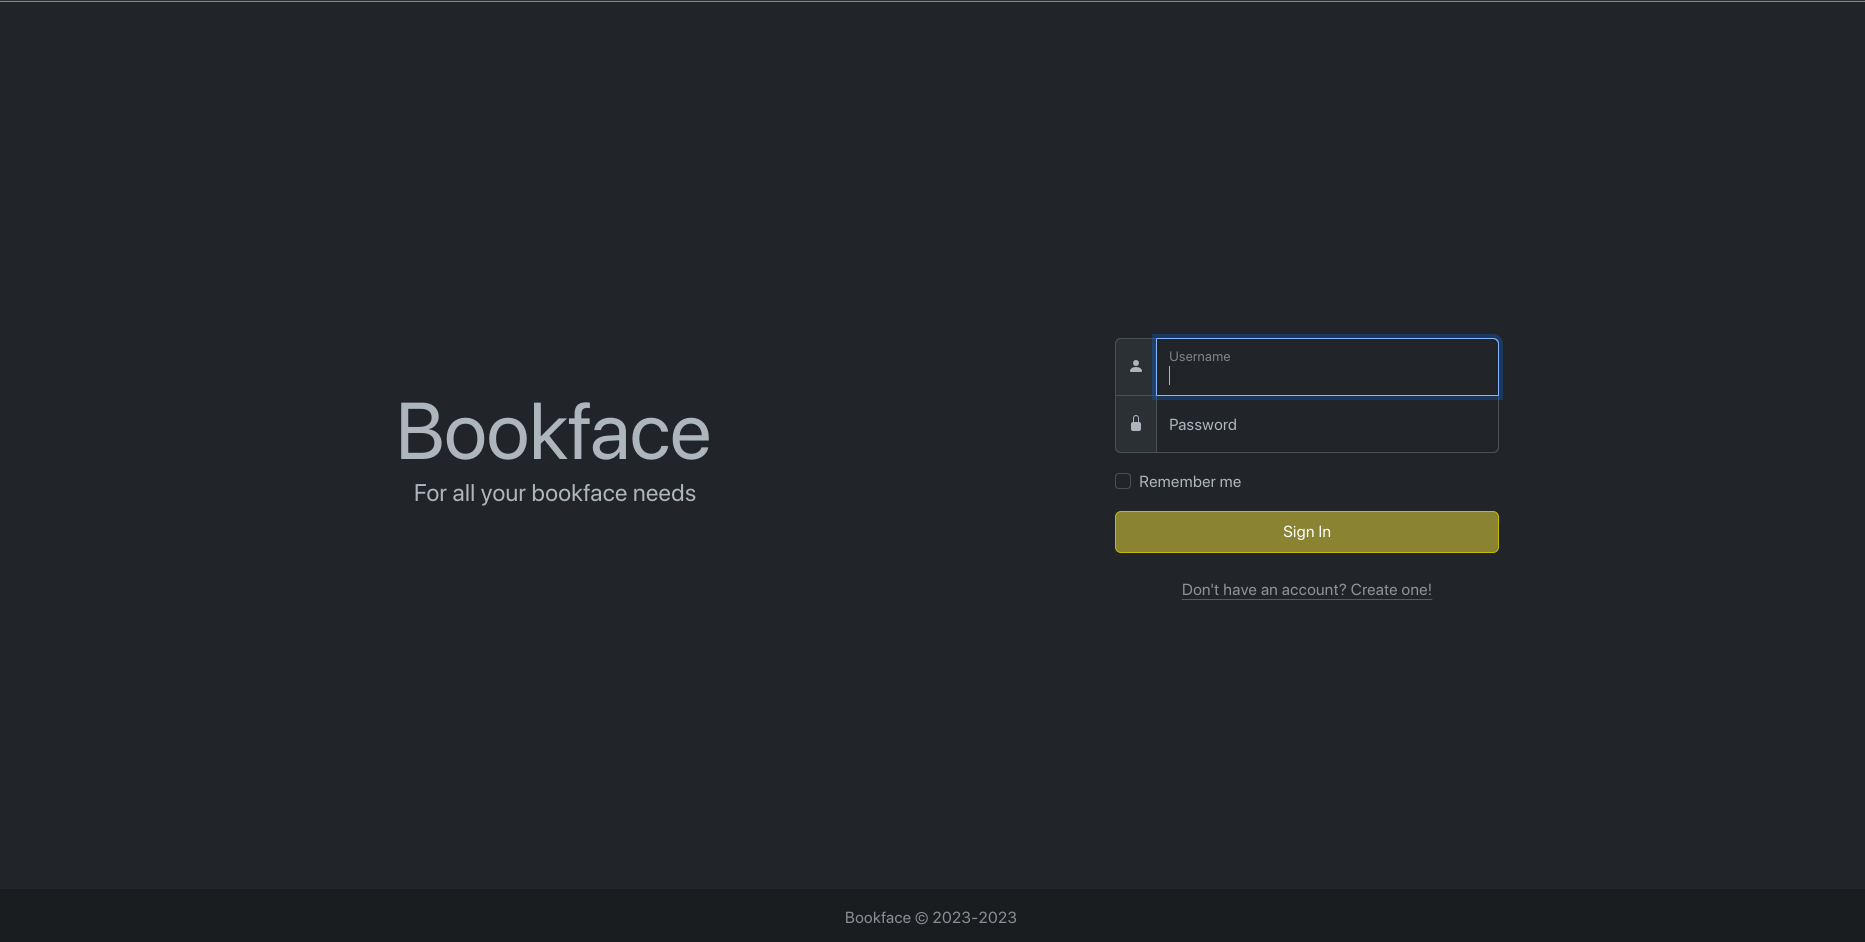 Bookface
For all your bookface needs
Username
Password
Remember me
Sign In
Don't have an account? Create one!
Bookface © 2023-2023